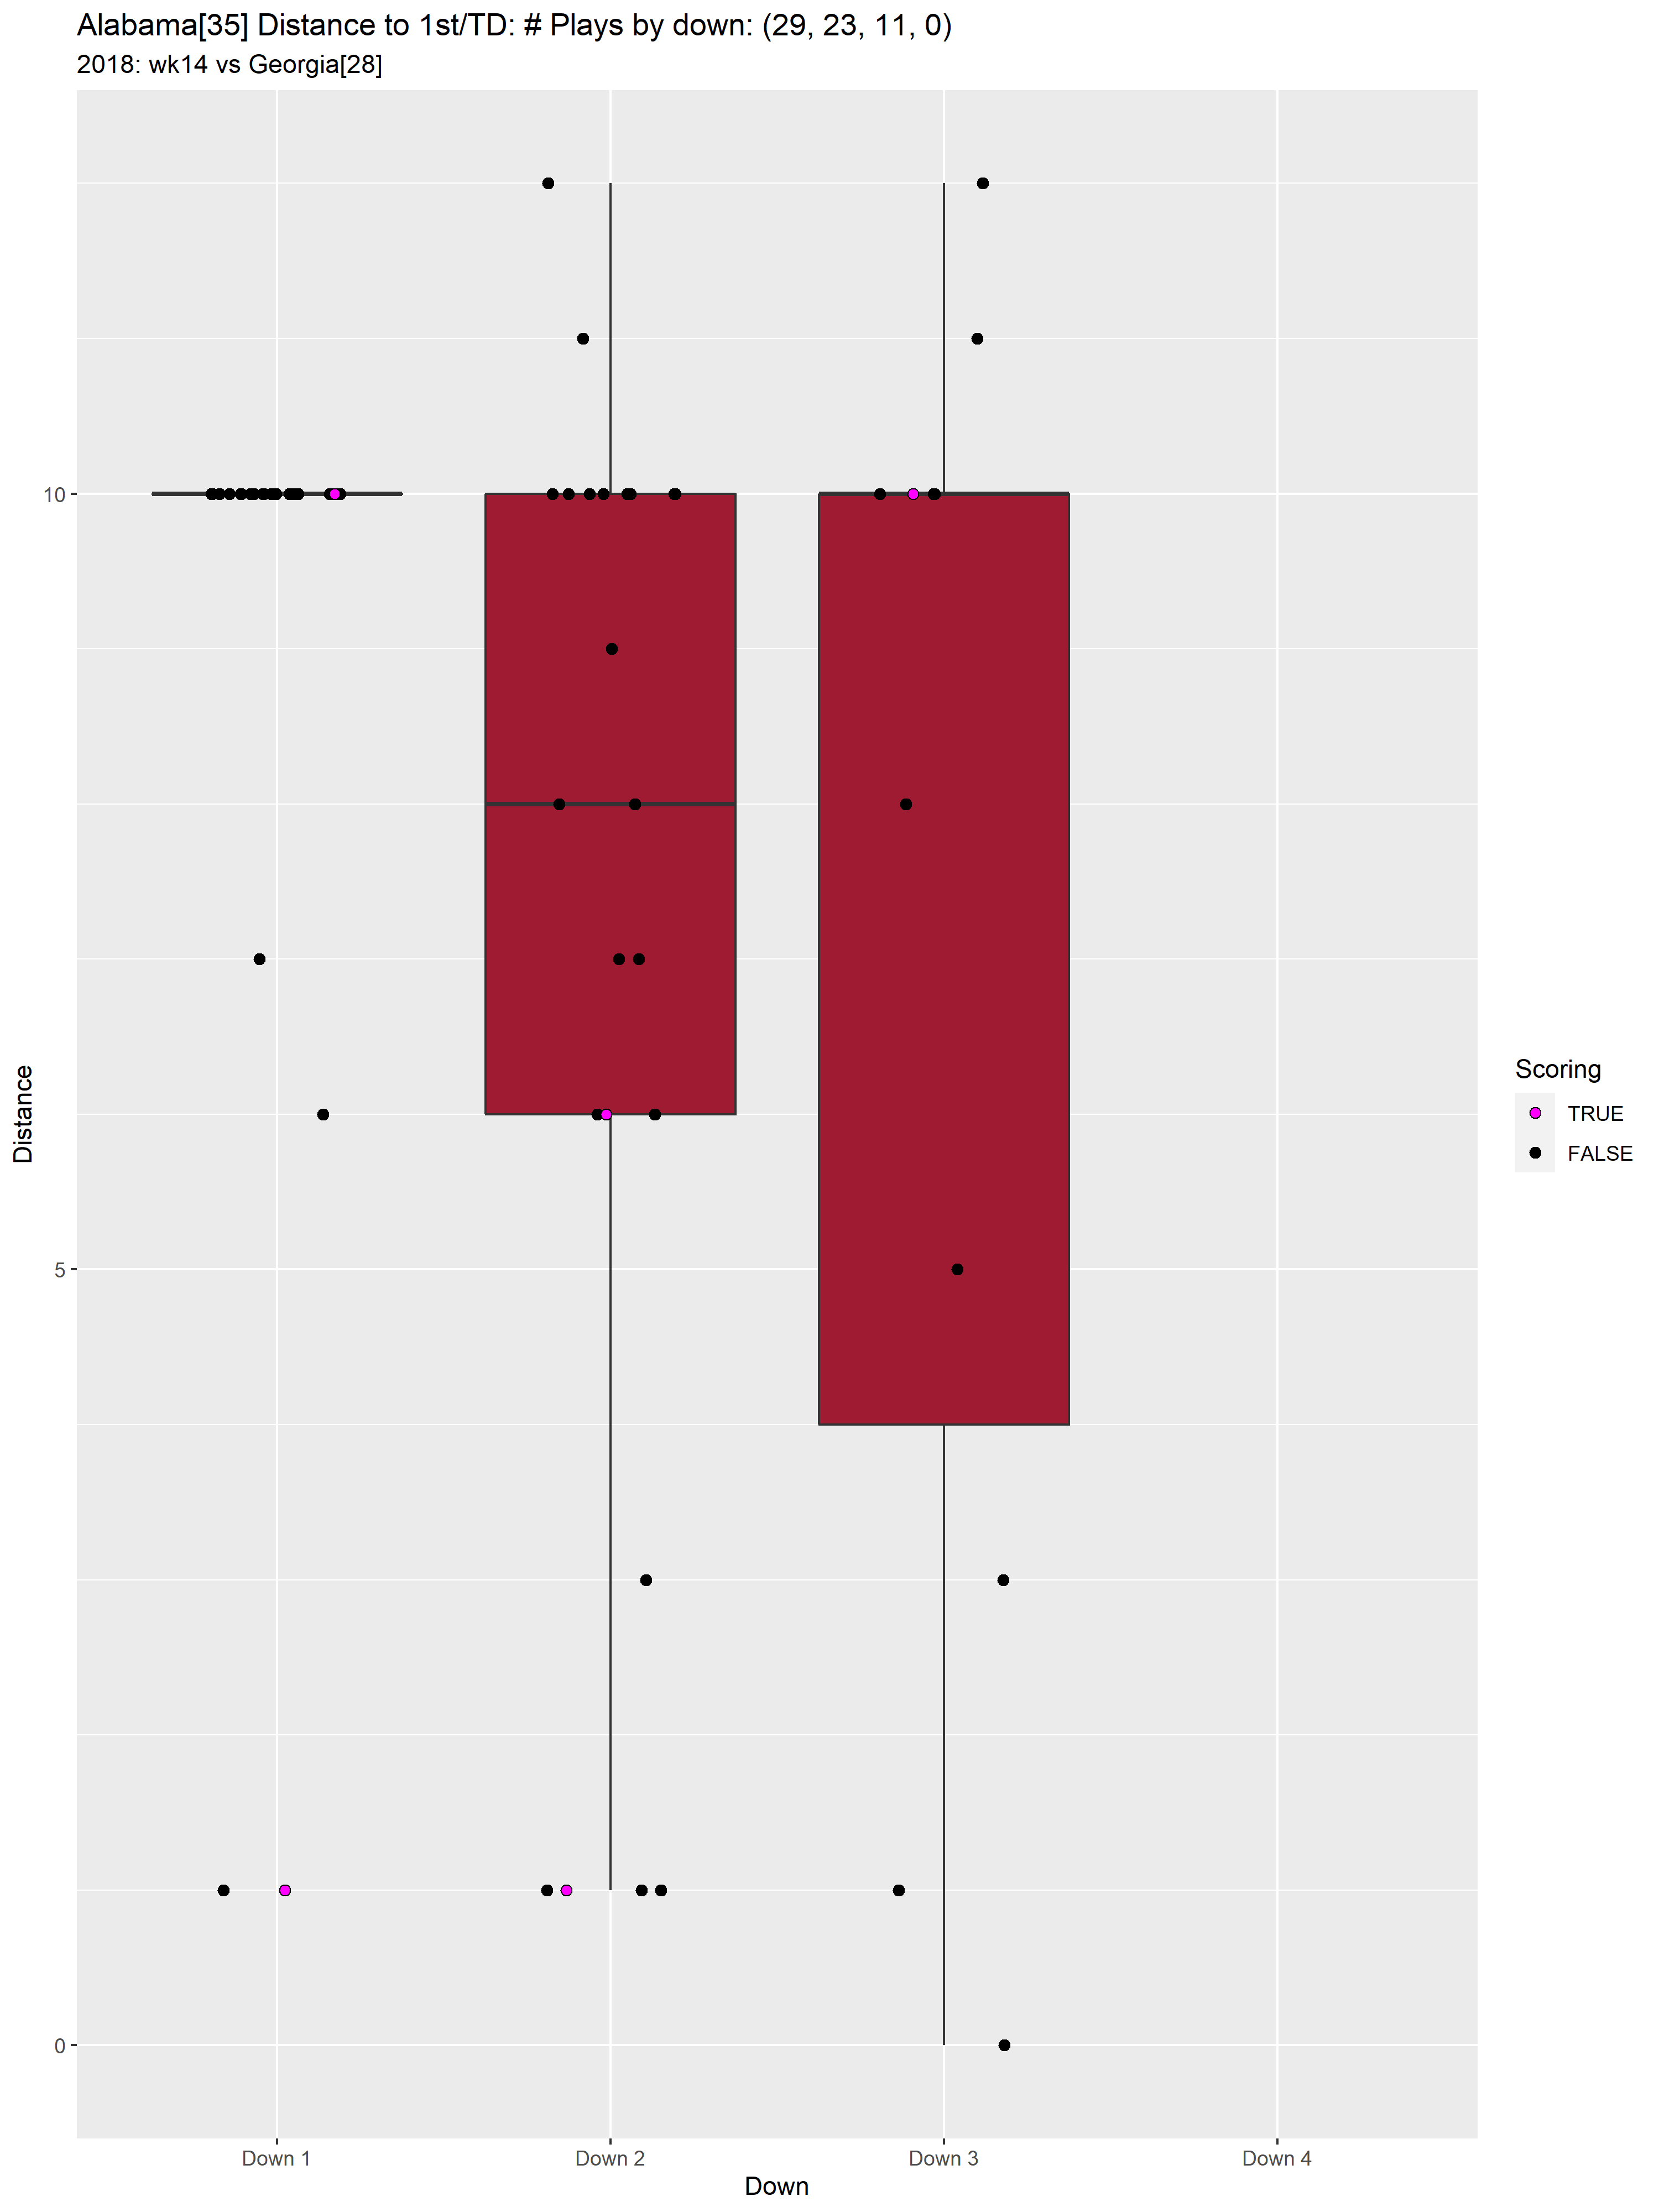 Alabama[35] Distance to 1st/TD: # Plays by down: (29, 23, 11, 0)
2018: wk14 vs Georgia[28]
10
5
0
Distance
Down 1
Down 2
Down 3
Down 4
Down
Scoring
TRUE
FALSE